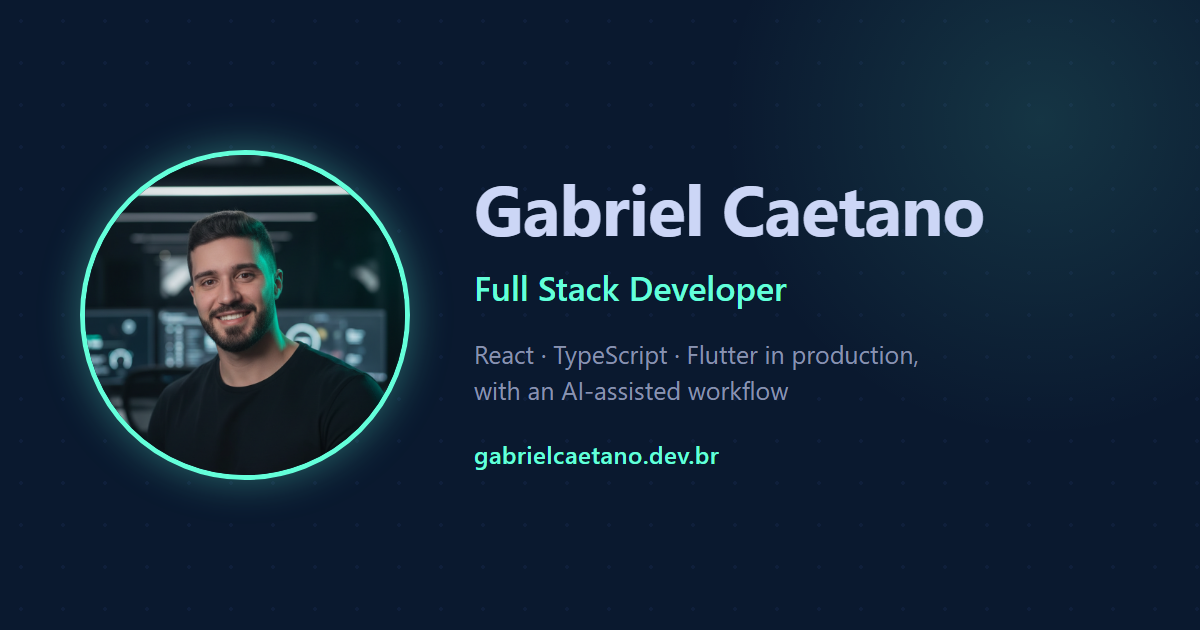 Gabriel Caetano
Full Stack Developer
React · TypeScript · Flutter in production,
with an AI-assisted workflow
gabrielcaetano.dev.br